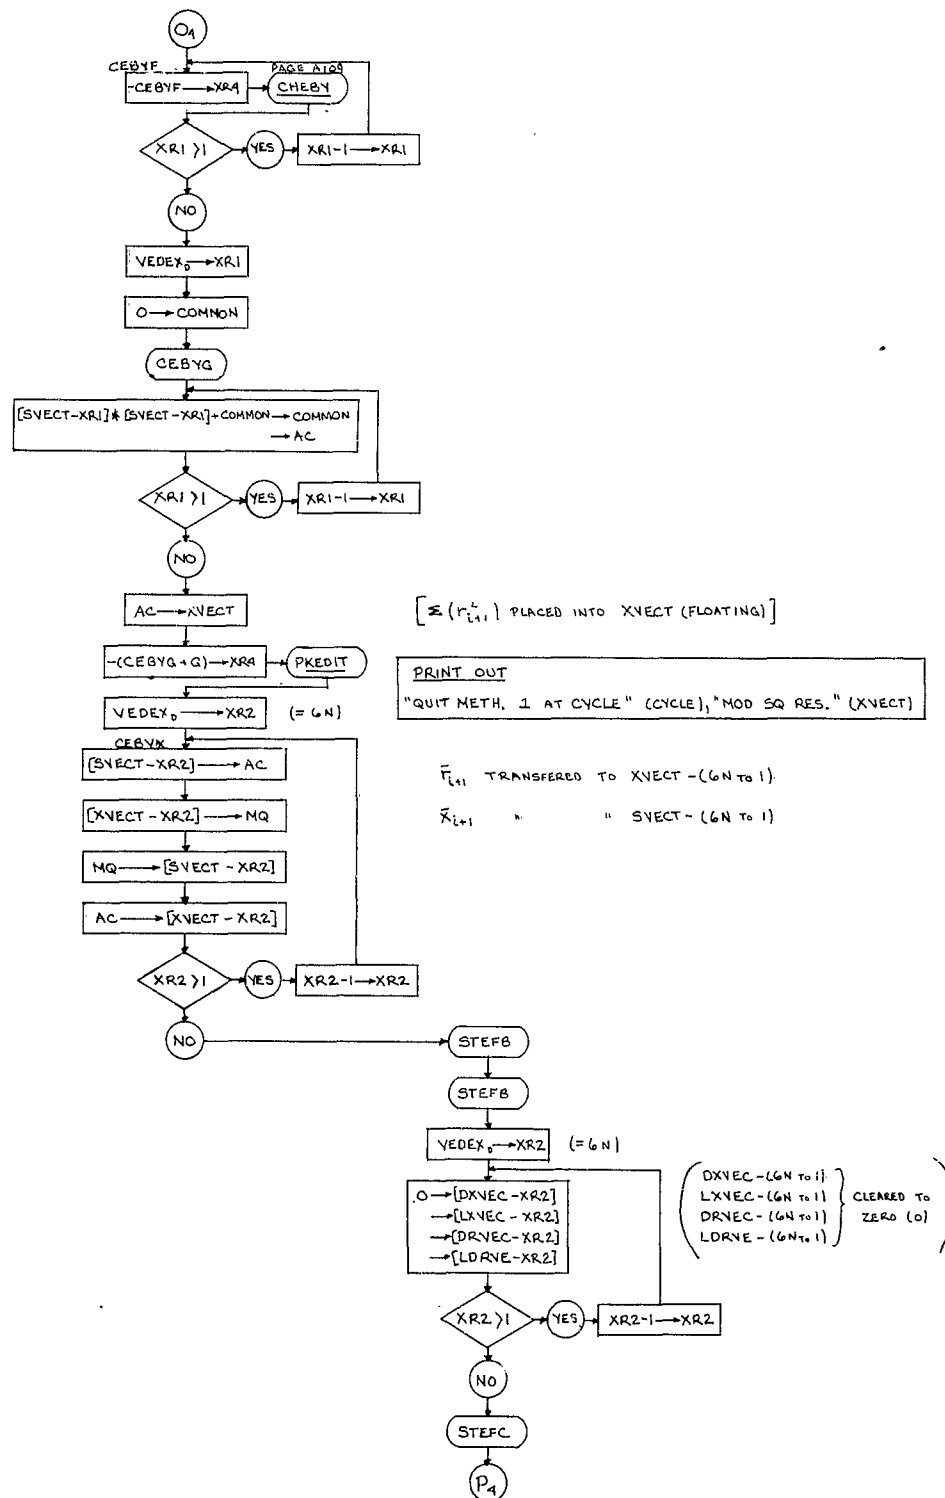 O4
CEBYF
PAGE A109
-CEBYF → XR4
CHEBY
XR1 > 1
YES
XR1-1 → XR1
NO
VEDEX_D → XR1
0 → COMMON
CEBYG
[SVECT-XR1] * [SVECT-XR1] + COMMON → COMMON
→ AC
XR1 > 1
YES
XR1-1 → XR1
NO
AC → XVECT
[Σ(r²_{i+1}) PLACED INTO XVECT (FLOATING)]
-(CEBYG+G) → XR4
PKEDIT
PRINT OUT
"QUIT METH. 1 AT CYCLE" (CYCLE), "MOD SQ RES." (XVECT)
VEDEX_D → XR2
(=6N)
CEBYX
[SVECT-XR2] → AC
r̄_{i+1} TRANSFERED TO XVECT-(6N TO 1)
[XVECT-XR2] → MQ
x̄_{i+1} " " SVECT-(6N TO 1)
MQ → [SVECT-XR2]
AC → [XVECT-XR2]
XR2 > 1
YES
XR2-1 → XR2
NO
STEFB
STEFB
VEDEX_D → XR2
(=6N)
0 → [DXVEC-XR2]
→ [LXVEC-XR2]
→ [DRVEC-XR2]
→ [LDRVE-XR2]
DXVEC-(6N TO 1)
LXVEC-(6N TO 1)
DRVEC-(6N TO 1)
LDRVE-(6N TO 1)
CLEARED TO
ZERO (0)
XR2 > 1
YES
XR2-1 → XR2
NO
STEFC
P4